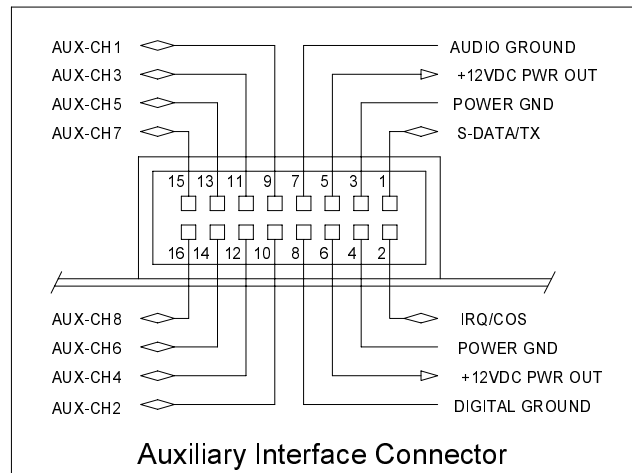 AUX-CH1 AUDIO GROUND
AUX-CH3 +12VDC PWR OUT
AUX-CH5 POWER GND
AUX-CH7 S-DATA/TX
15 13 11 9 7 5 3 1
16 14 12 10 8 6 4 2
AUX-CH8 IRQ/COS
AUX-CH6 POWER GND
AUX-CH4 +12VDC PWR OUT
AUX-CH2 DIGITAL GROUND
Auxiliary Interface Connector